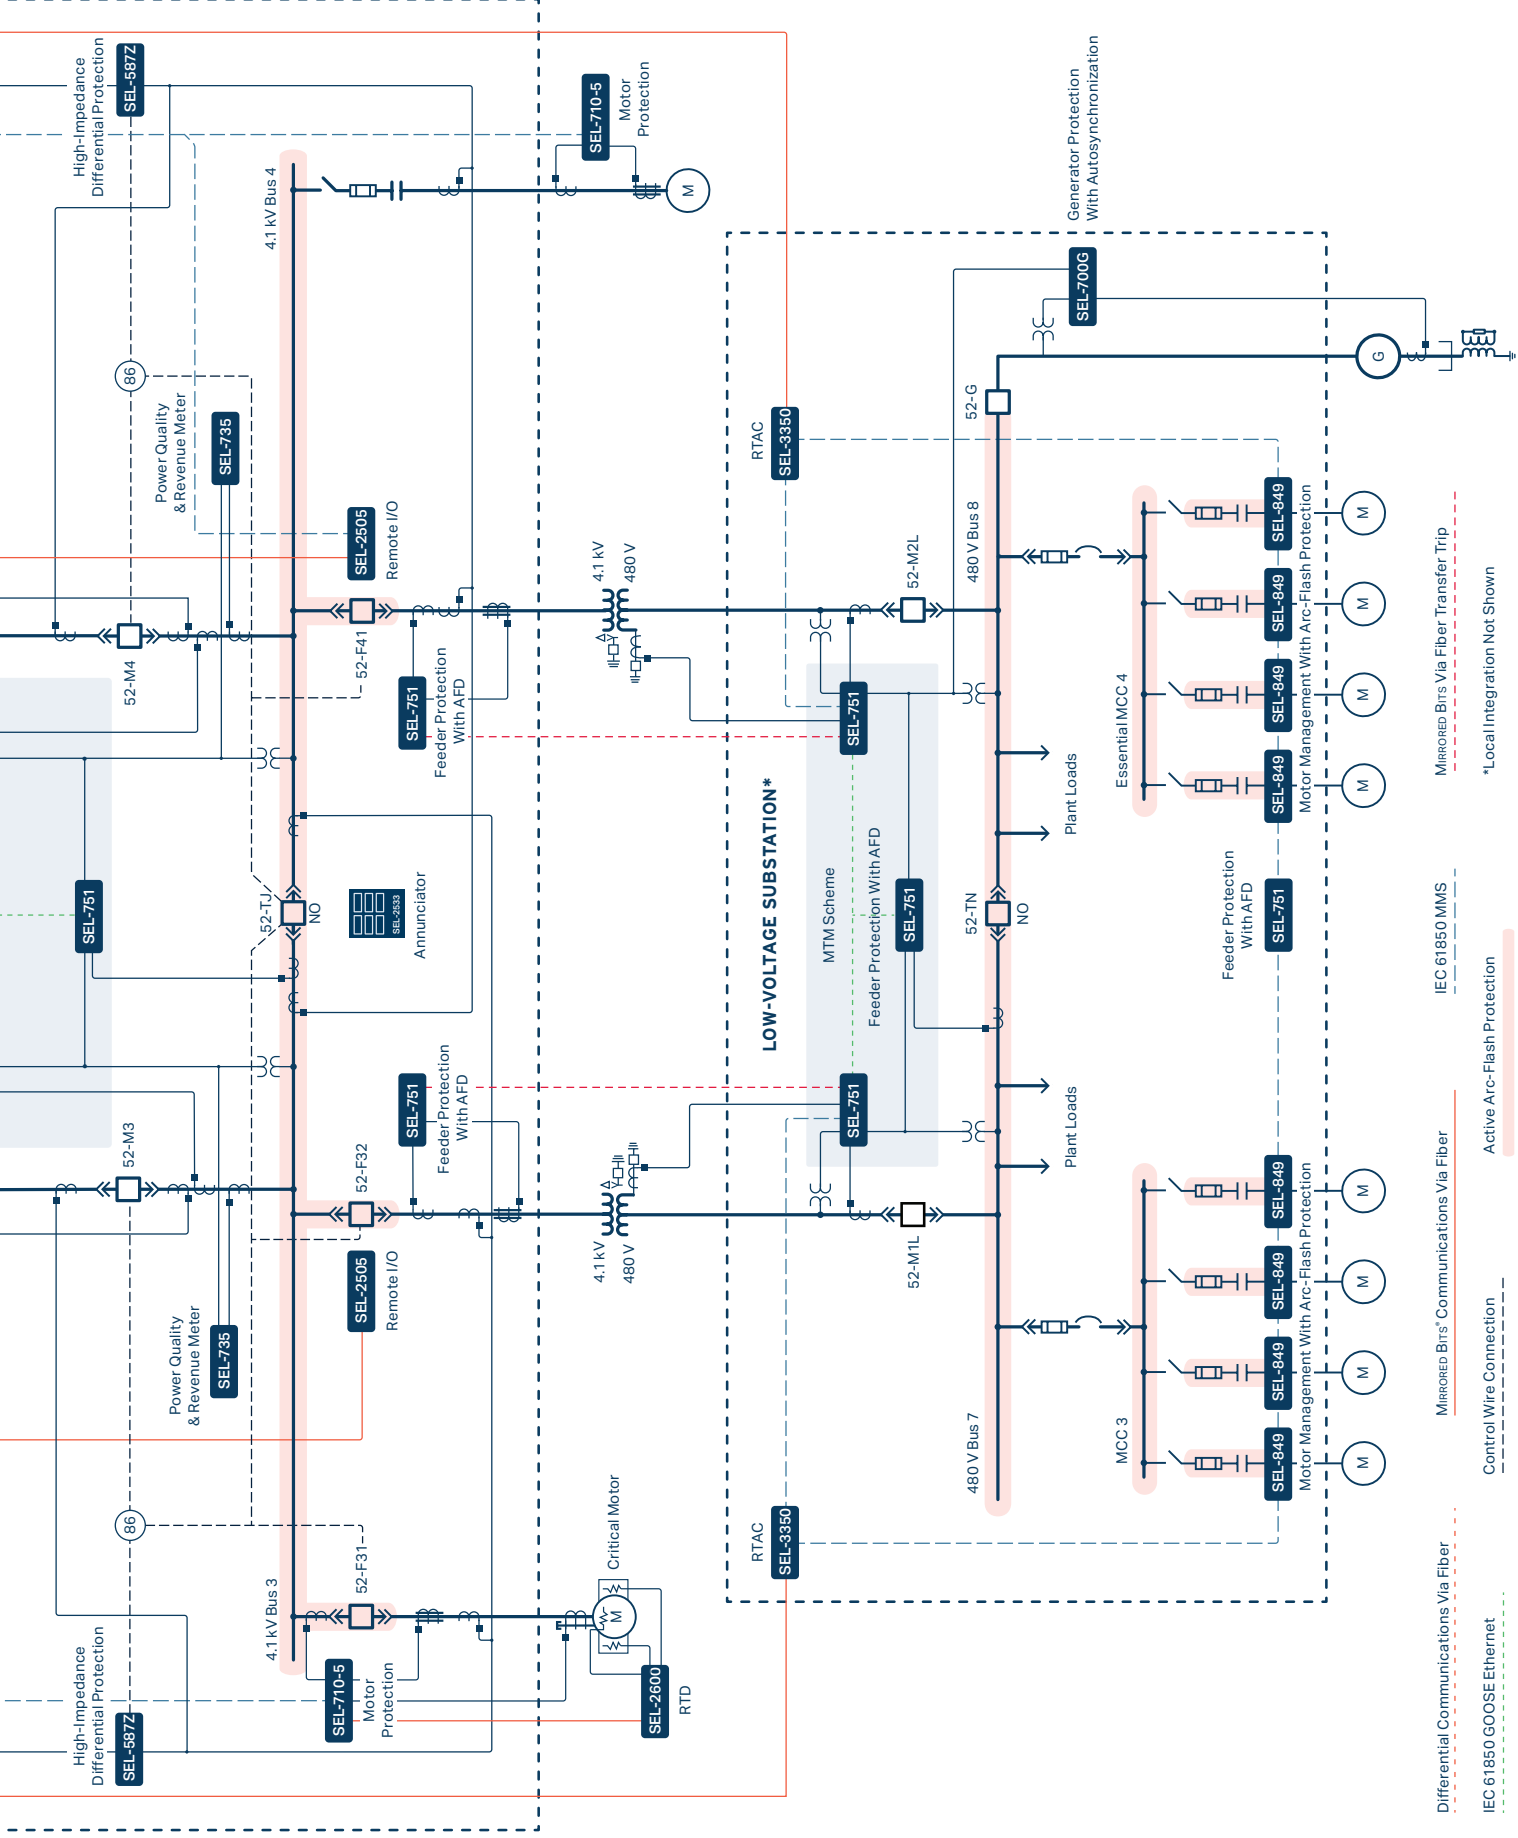 High-Impedance
Differential Protection
SEL-587Z
52-M3
52-M4
High-Impedance
Differential Protection
SEL-587Z
86
86
SEL-751
Power Quality
& Revenue Meter
SEL-735
Power Quality
& Revenue Meter
SEL-735
4.1 kV Bus 3
52-TJ
NO
4.1 kV Bus 4
SEL-710-5
Motor
Protection
52-F31
SEL-2505
Remote I/O
52-F32
SEL-2533
Annunciator
52-F41
SEL-2505
Remote I/O
SEL-751
Feeder Protection
With AFD
SEL-751
Feeder Protection
With AFD
SEL-710-5
Motor
Protection
Critical Motor
M
SEL-2600
RTD
4.1 kV
480 V
4.1 kV
480 V
M
LOW-VOLTAGE SUBSTATION*
RTAC
SEL-3350
RTAC
SEL-3350
MTM Scheme
SEL-751
SEL-751
Feeder Protection With AFD
SEL-751
52-M1L
52-M2L
480 V Bus 7
52-TN
NO
480 V Bus 8
52-G
Generator Protection
With Autosynchronization
SEL-700G
Plant Loads
Plant Loads
MCC 3
Essential MCC 4
Feeder Protection
With AFD
SEL-849
SEL-849
SEL-849
SEL-849
SEL-751
SEL-849
SEL-849
SEL-849
SEL-849
Motor Management With Arc-Flash Protection
Motor Management With Arc-Flash Protection
M
M
M
M
M
M
M
M
G
Differential Communications Via Fiber
MIRRORED BITS® Communications Via Fiber
IEC 61850 MMS
MIRRORED BITS Via Fiber Transfer Trip
IEC 61850 GOOSE Ethernet
Control Wire Connection
Active Arc-Flash Protection
*Local Integration Not Shown